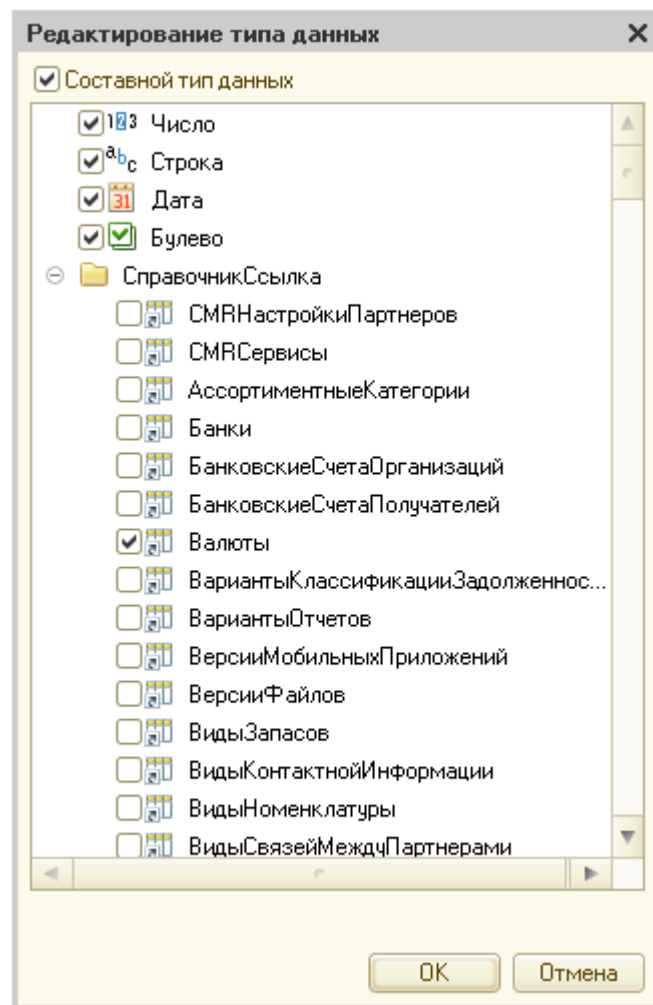 Редактирование типа данных
Составной тип данных
Число
Строка
Дата
Булево
СправочникСсылка
CMRНастройкиПартнеров
CMRСервисы
АссортиментныеКатегории
Банки
БанковскиеСчетаОрганизаций
БанковскиеСчетаПолучателей
Валюты
ВариантыКлассификацииЗадолженнос...
ВариантыОтчетов
ВерсииМобильныхПриложений
ВерсииФайлов
ВидыЗапасов
ВидыКонтактнойИнформации
ВидыНоменклатуры
ВидыСвязейМеждуПартнерами
OK Отмена